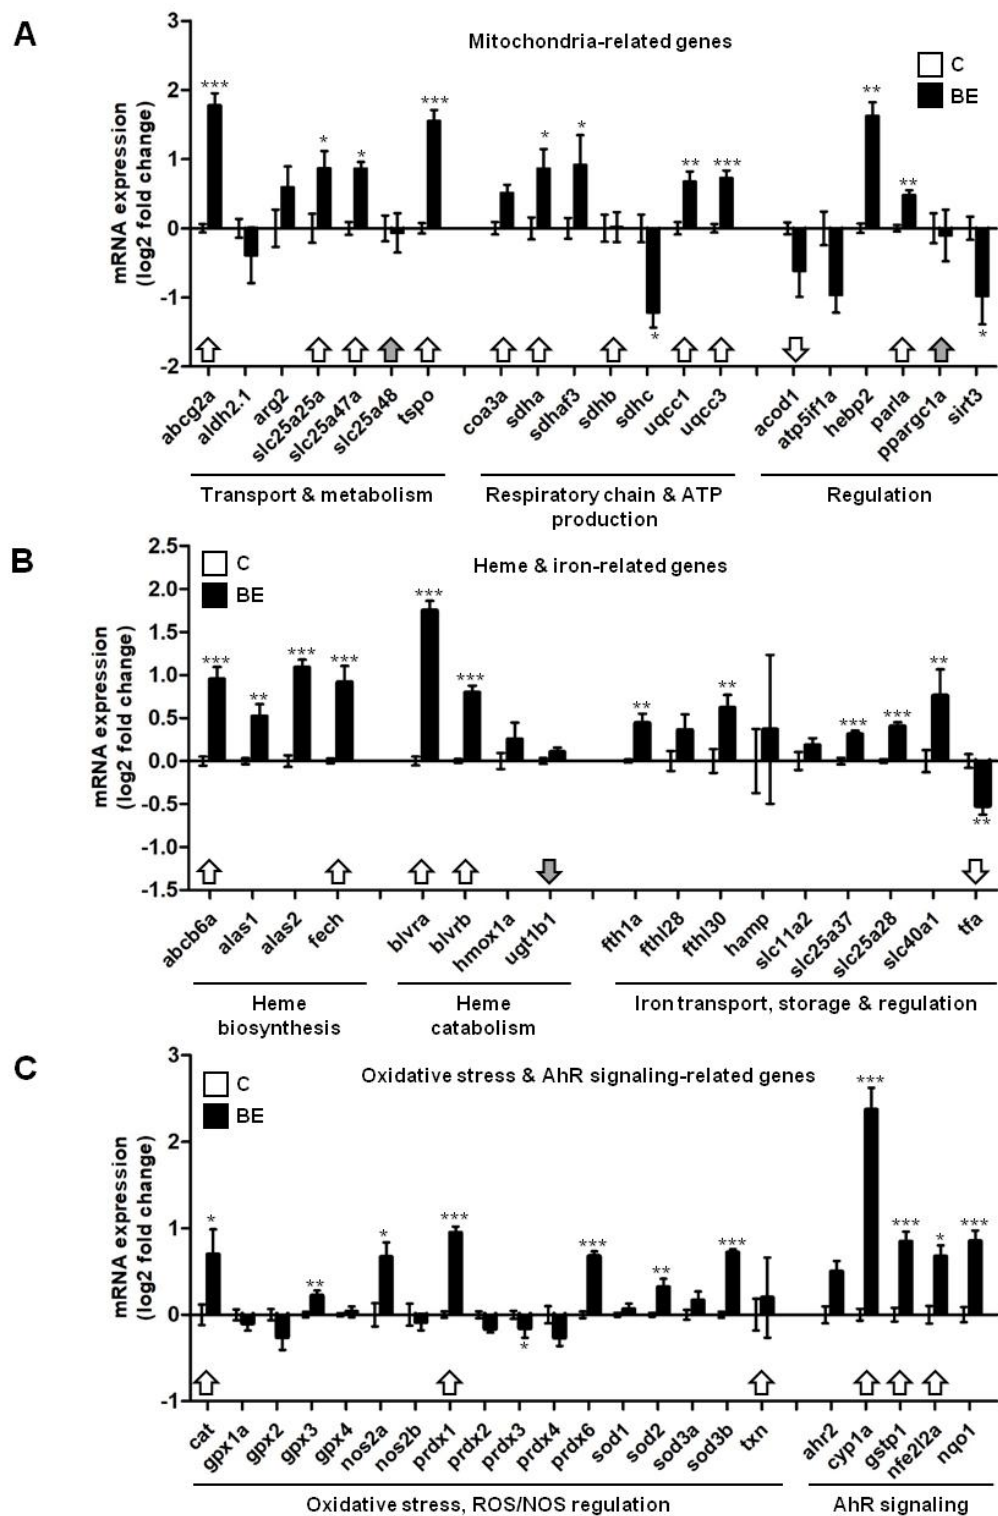 A
Mitochondria-related genes
C
BE
mRNA expression
(log2 fold change)
3
2
1
0
-1
-2
***
*
*
***
*
*
*
**
***
**
**
*
abcg2a
aldh2.1
arg2
slc25a25a
slc25a47a
slc25a48
tspo
coa3a
sdha
sdhaf3
sdhb
sdhc
uqcc1
uqcc3
acod1
atp5if1a
hebp2
parla
ppargc1a
sirt3
Transport & metabolism
Respiratory chain & ATP
production
Regulation
B
Heme & iron-related genes
C
BE
mRNA expression
(log2 fold change)
2.5
2.0
1.5
1.0
0.5
0.0
-0.5
-1.0
-1.5
***
**
***
***
***
***
**
**
***
***
**
**
abcb6a
alas1
alas2
fech
blvra
blvrb
hmox1a
ugt1b1
fth1a
fthl28
fthl30
hamp
slc11a2
slc25a37
slc25a28
slc40a1
tfa
Heme
biosynthesis
Heme
catabolism
Iron transport, storage & regulation
C
Oxidative stress & AhR signaling-related genes
C
BE
mRNA expression
(log2 fold change)
3
2
1
0
-1
*
**
*
***
*
***
**
***
***
***
*
***
cat
gpx1a
gpx2
gpx3
gpx4
nos2a
nos2b
prdx1
prdx2
prdx3
prdx4
prdx6
sod1
sod2
sod3a
sod3b
txn
ahr2
cyp1a
gstp1
nfe2l2a
nqo1
Oxidative stress, ROS/NOS regulation
AhR signaling